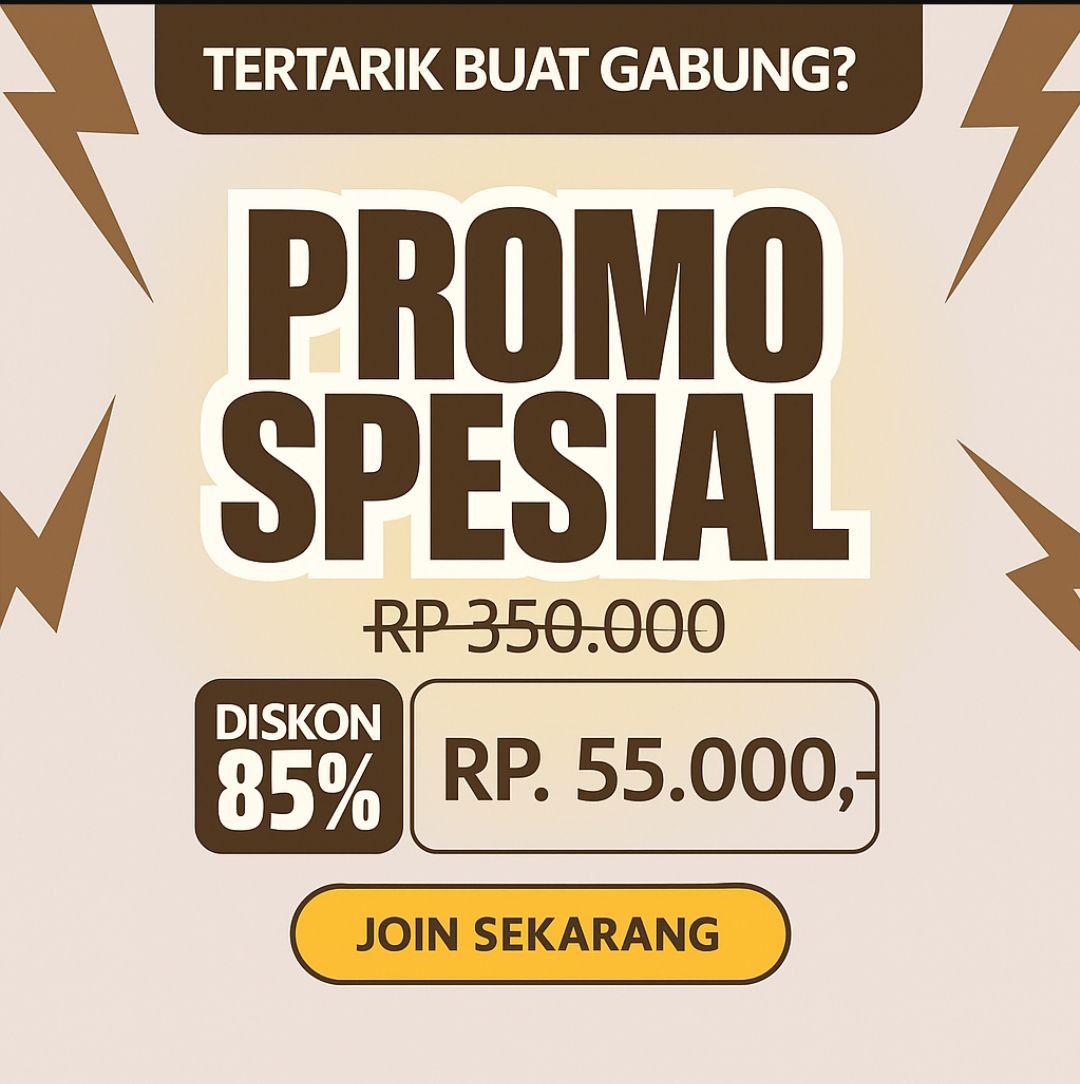 TERTARIK BUAT GABUNG?
PROMO
SPESIAL
RP 350.000
DISKON
85%
RP. 55.000,-
JOIN SEKARANG